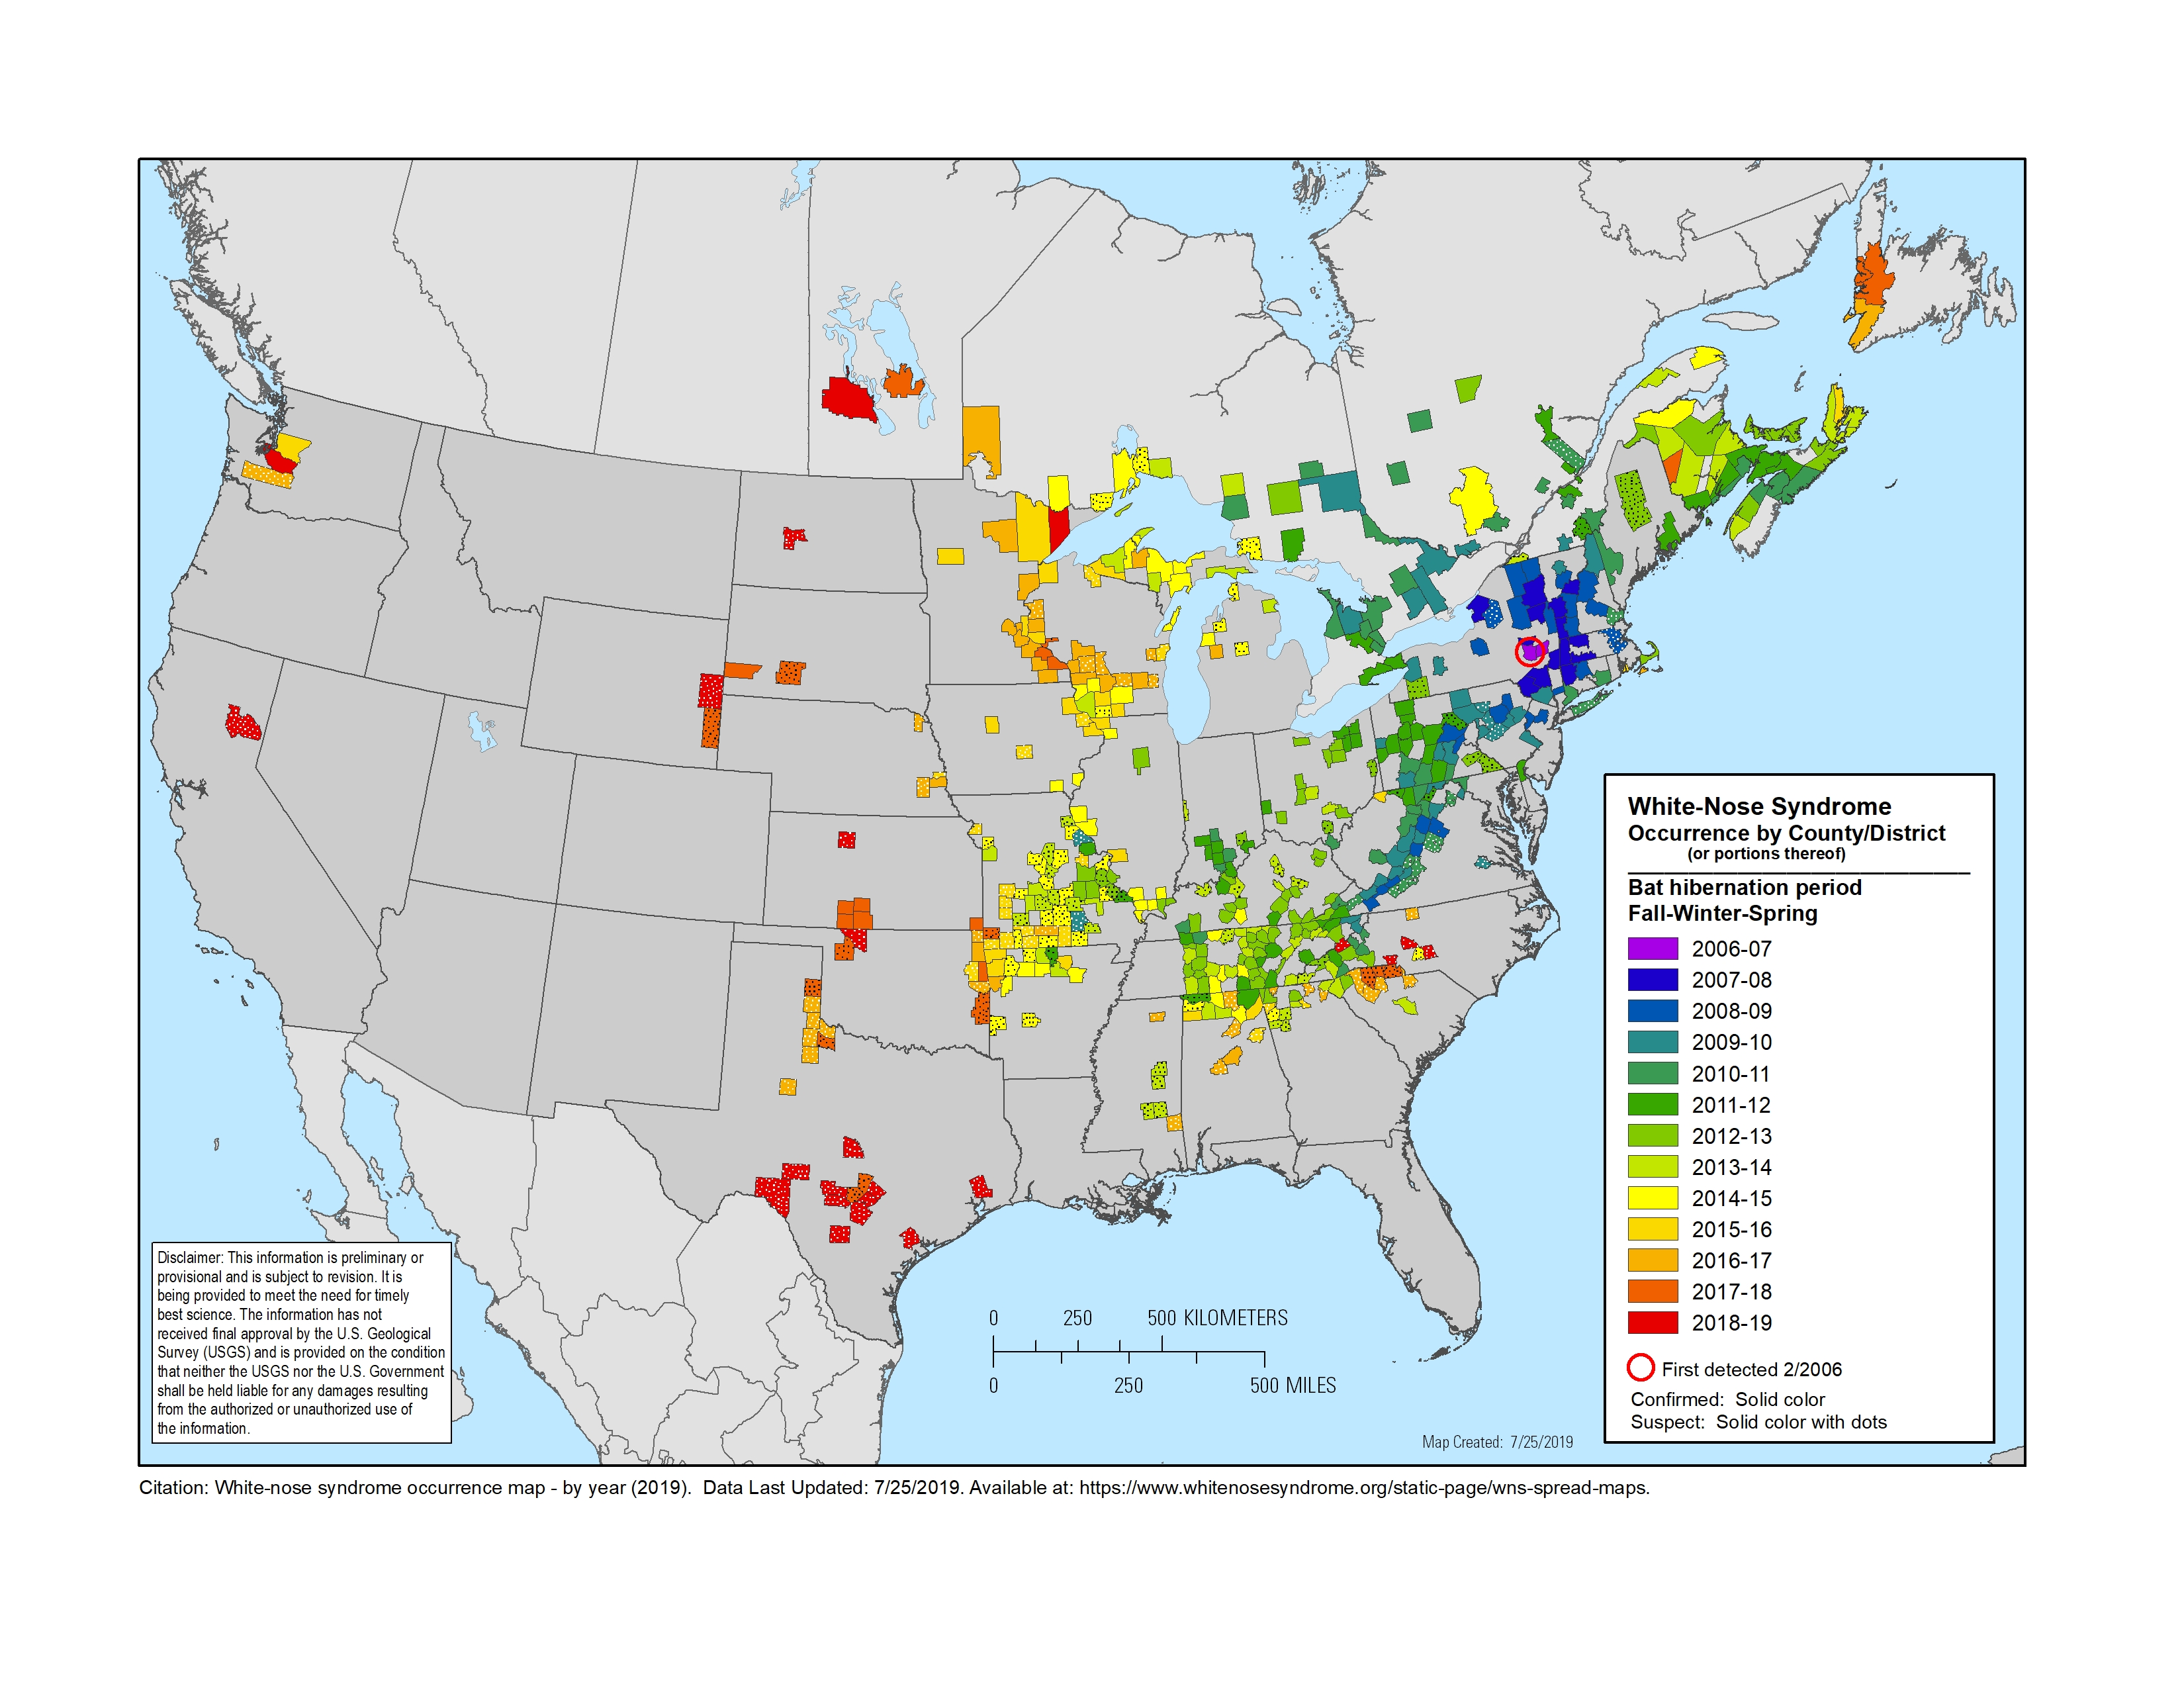 White-Nose Syndrome
Occurrence by County/District
(or portions thereof)
Bat hibernation period
Fall-Winter-Spring
2006-07
2007-08
2008-09
2009-10
2010-11
2011-12
2012-13
2013-14
2014-15
2015-16
2016-17
2017-18
2018-19
First detected 2/2006
Confirmed: Solid color
Suspect: Solid color with dots
Disclaimer: This information is preliminary or
provisional and is subject to revision. It is
being provided to meet the need for timely
best science. The information has not
received final approval by the U.S. Geological
Survey (USGS) and is provided on the condition
that neither the USGS nor the U.S. Government
shall be held liable for any damages resulting
from the authorized or unauthorized use of
the information.
0 250 500 KILOMETERS
0 250 500 MILES
Map Created: 7/25/2019
Citation: White-nose syndrome occurrence map - by year (2019). Data Last Updated: 7/25/2019. Available at: https://www.whitenosesyndrome.org/static-page/wns-spread-maps.